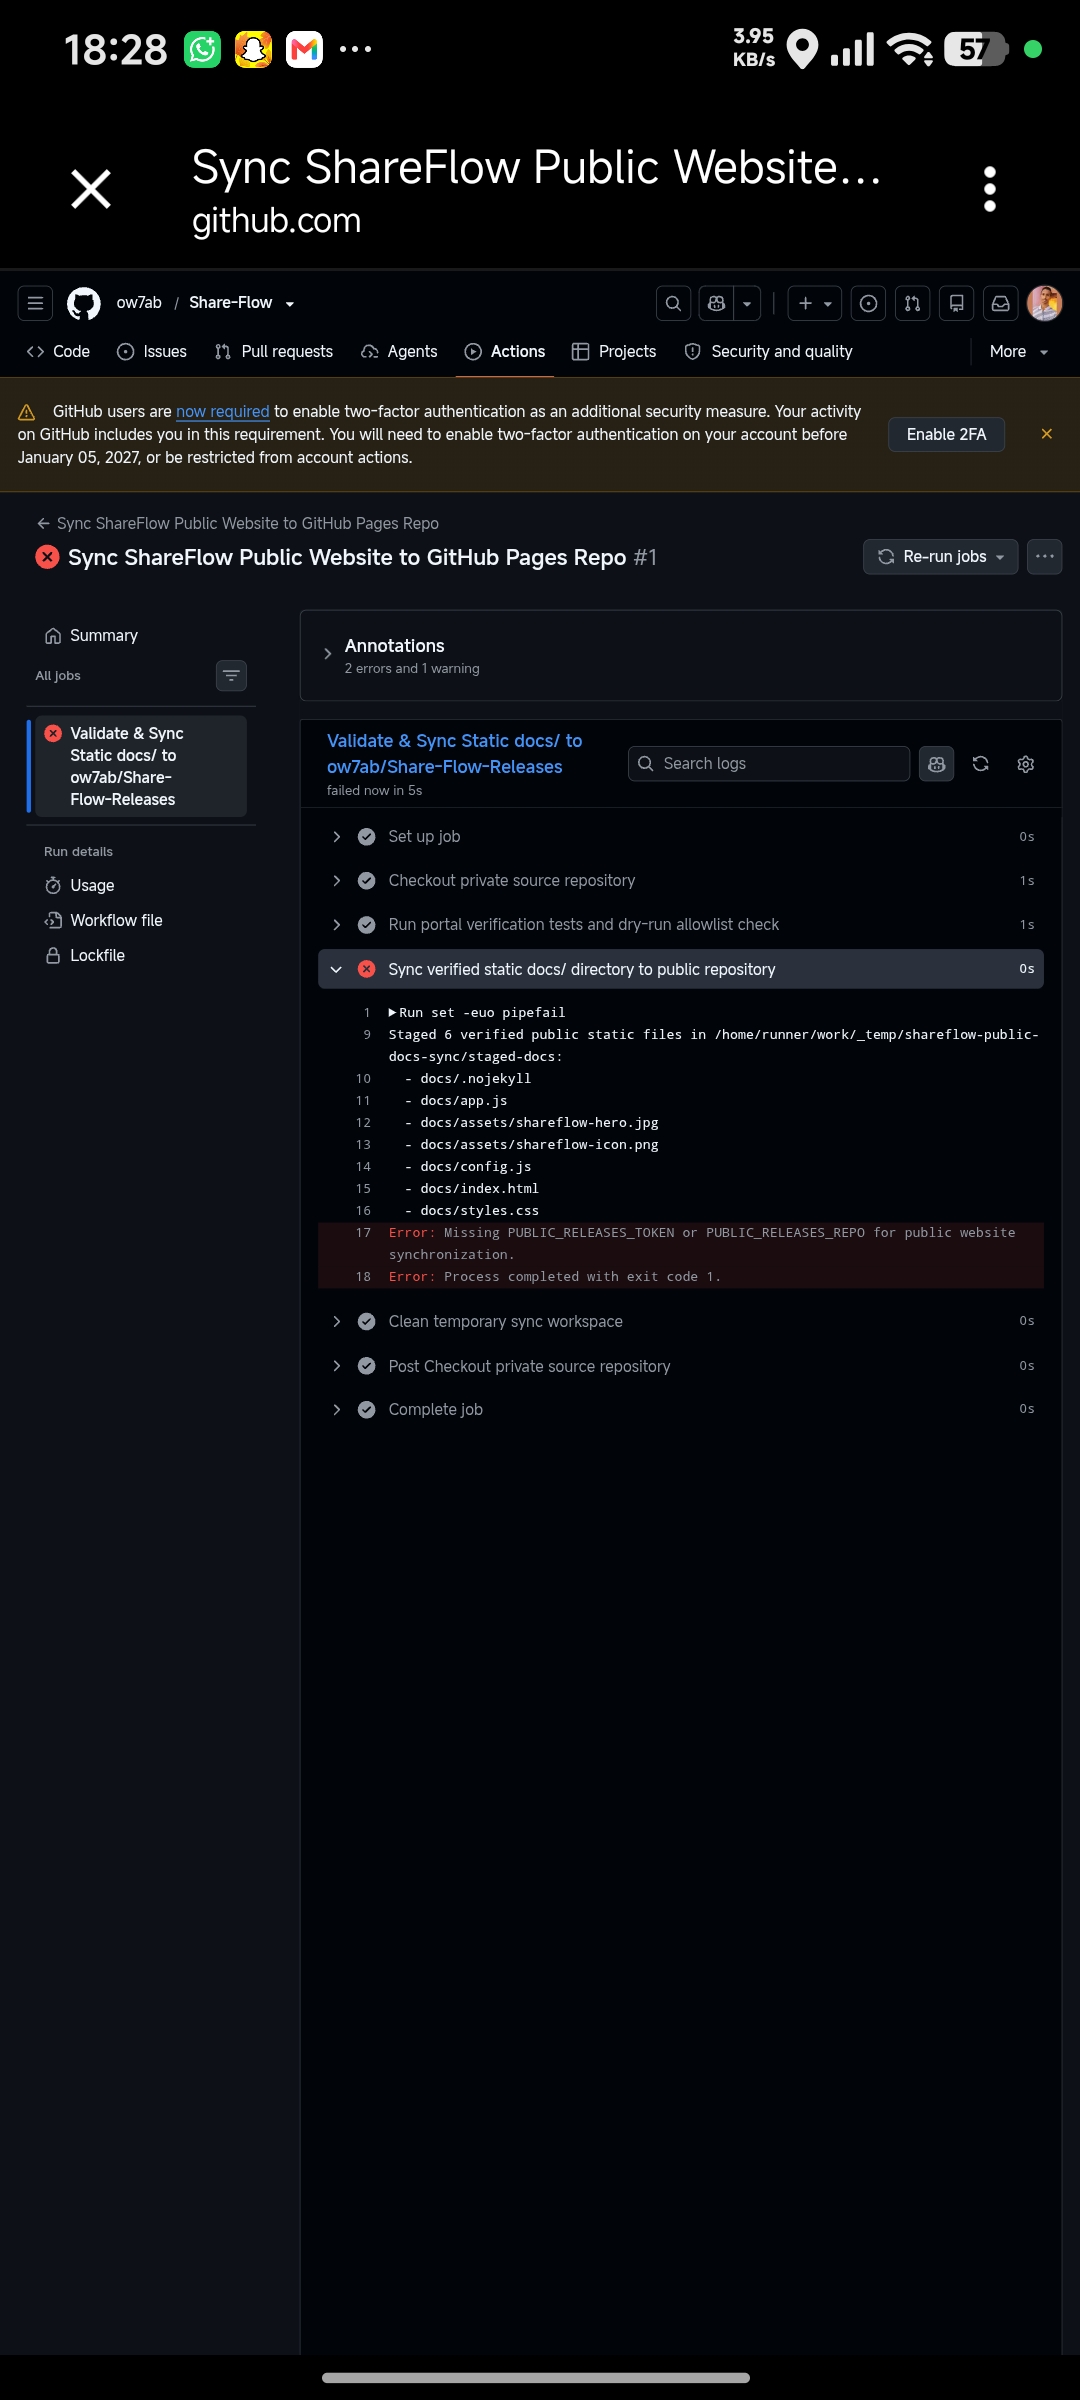 18:28
3.95
KB/s
57
Sync ShareFlow Public Website...
github.com
ow7ab / Share-Flow
Code Issues Pull requests Agents Actions Projects Security and quality More
GitHub users are now required to enable two-factor authentication as an additional security measure. Your activity
on GitHub includes you in this requirement. You will need to enable two-factor authentication on your account before
January 05, 2027, or be restricted from account actions.
Enable 2FA
Sync ShareFlow Public Website to GitHub Pages Repo
Sync ShareFlow Public Website to GitHub Pages Repo #1
Re-run jobs
Summary
All jobs
Validate & Sync
Static docs/ to
ow7ab/Share-
Flow-Releases
Run details
Usage
Workflow file
Lockfile
Annotations
2 errors and 1 warning
Validate & Sync Static docs/ to
ow7ab/Share-Flow-Releases
failed now in 5s
Search logs
Set up job 0s
Checkout private source repository 1s
Run portal verification tests and dry-run allowlist check 1s
Sync verified static docs/ directory to public repository 0s
1 Run set -euo pipefail
9 Staged 6 verified public static files in /home/runner/work/_temp/shareflow-public-
docs-sync/staged-docs:
10 - docs/.nojekyll
11 - docs/app.js
12 - docs/assets/shareflow-hero.jpg
13 - docs/assets/shareflow-icon.png
14 - docs/config.js
15 - docs/index.html
16 - docs/styles.css
17 Error: Missing PUBLIC_RELEASES_TOKEN or PUBLIC_RELEASES_REPO for public website
synchronization.
18 Error: Process completed with exit code 1.
Clean temporary sync workspace 0s
Post Checkout private source repository 0s
Complete job 0s